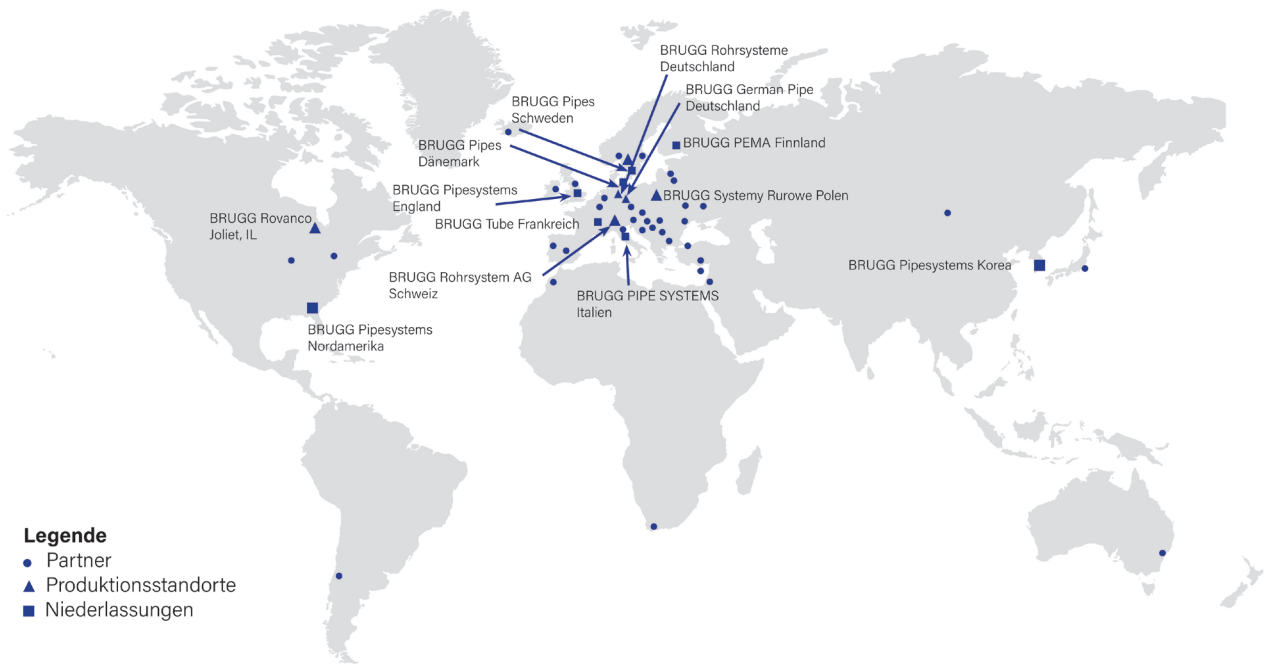 BRUGG Rohrsysteme
Deutschland
BRUGG German Pipe
Deutschland
BRUGG Pipes
Schweden
BRUGG Pipes
Dänemark
BRUGG PEMA Finnland
BRUGG Pipesystems
England
BRUGG Systemy Rurowe Polen
BRUGG Rovanco
Joliet, IL
BRUGG Tube Frankreich
BRUGG Rohrsystem AG
Schweiz
BRUGG PIPE SYSTEMS
Italien
BRUGG Pipesystems Korea
BRUGG Pipesystems
Nordamerika
Legende
Partner
Produktionsstandorte
Niederlassungen